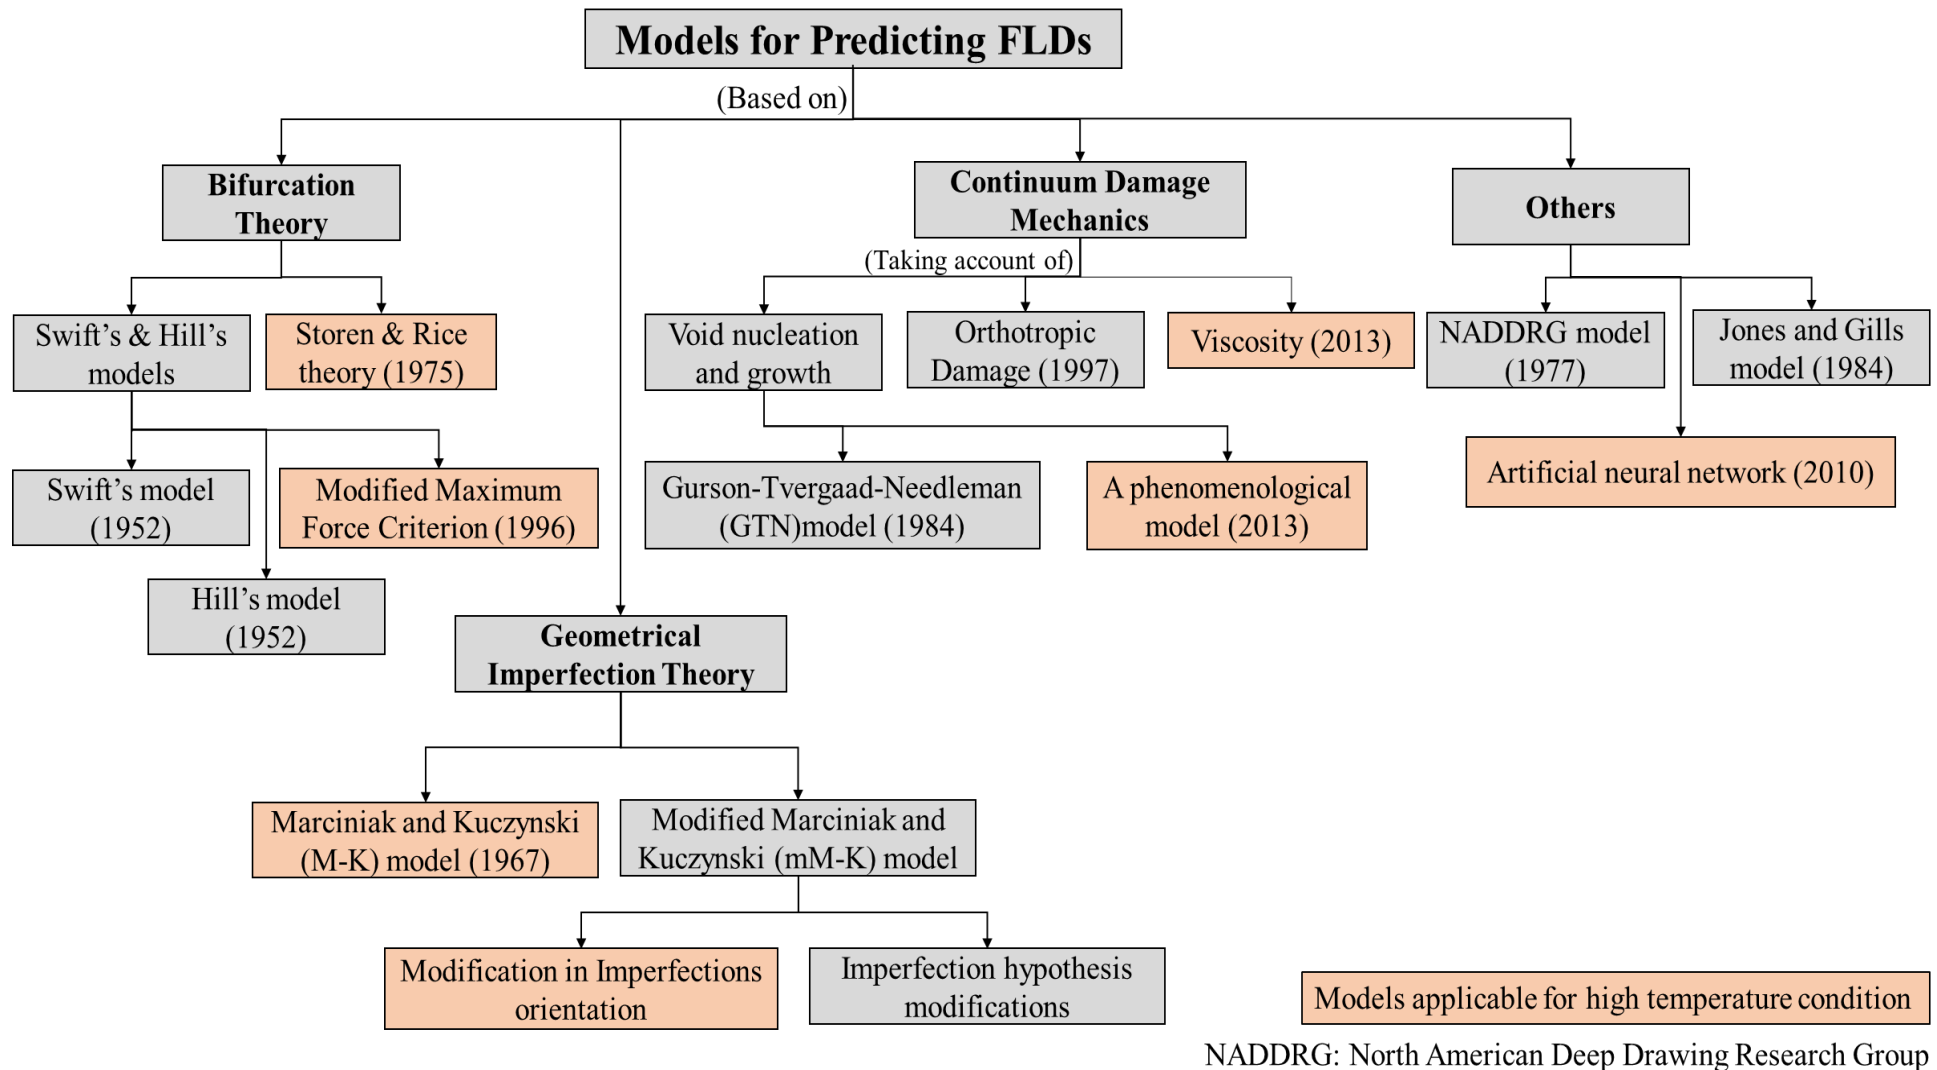 Models for Predicting FLDs
(Based on)
Bifurcation
Theory
Continuum Damage
Mechanics
Others
(Taking account of)
Swift’s & Hill’s
models
Storen & Rice
theory (1975)
Void nucleation
and growth
Orthotropic
Damage (1997)
Viscosity (2013)
NADDRG model
(1977)
Jones and Gills
model (1984)
Swift’s model
(1952)
Modified Maximum
Force Criterion (1996)
Gurson-Tvergaad-Needleman
(GTN)model (1984)
A phenomenological
model (2013)
Artificial neural network (2010)
Hill’s model
(1952)
Geometrical
Imperfection Theory
Marciniak and Kuczynski
(M-K) model (1967)
Modified Marciniak and
Kuczynski (mM-K) model
Modification in Imperfections
orientation
Imperfection hypothesis
modifications
Models applicable for high temperature condition
NADDRG: North American Deep Drawing Research Group